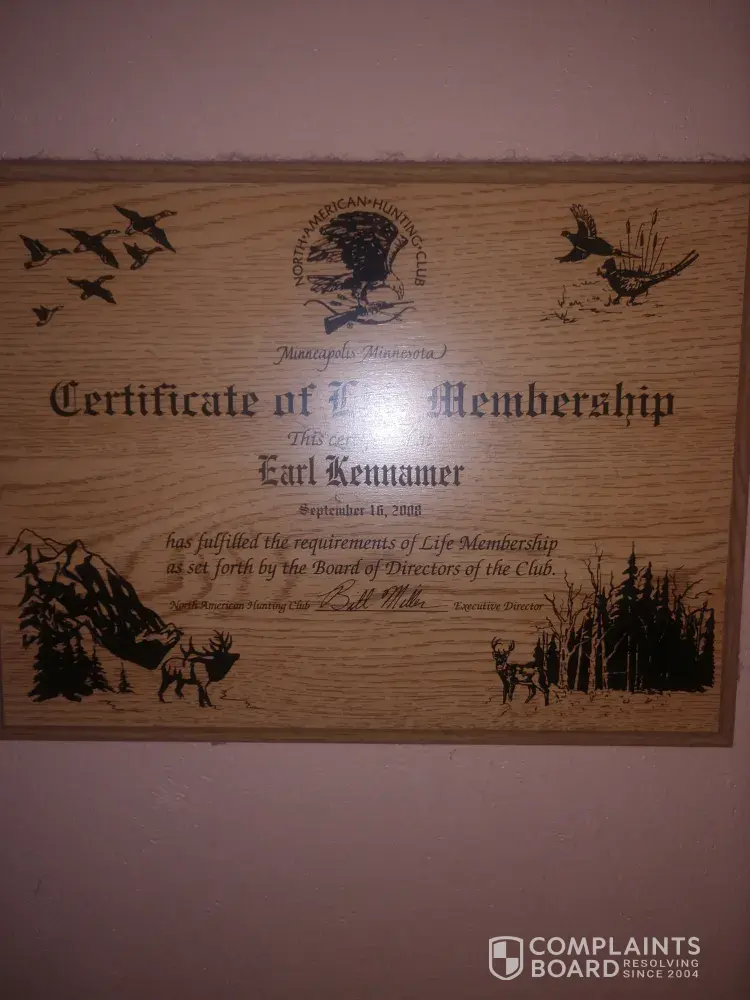 NORTH·AMERICAN·HUNTING·CLUB
Minneapolis Minnesota
Certificate of Membership
This
Earl Kennamer
September 16, 2008
has fulfilled the requirements of Life Membership
as set forth by the Board of Directors of the Club.
North American Hunting Club Bill Miller Executive Director
COMPLAINTS
BOARD RESOLVING
SINCE 2004